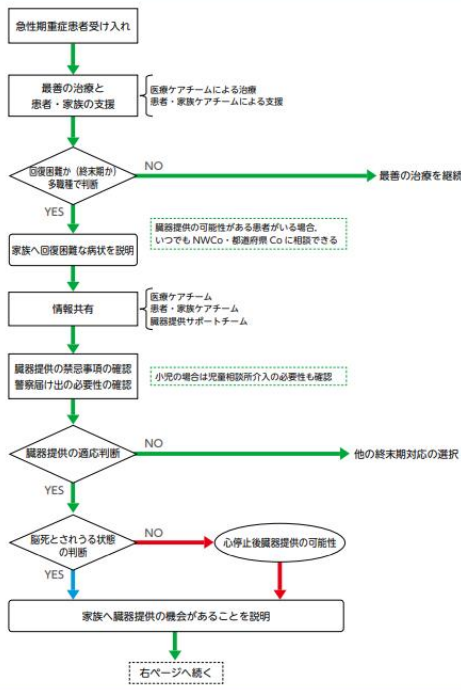 急性期重症患者受け入れ
最善の治療と
患者・家族の支援
医療ケアチームによる治療
患者・家族ケアチームによる支援
回復困難か（終末期か）
多職種で判断
NO
最善の治療を継続
YES
臓器提供の可能性がある患者がいる場合,
いつでも NWCo・都道府県 Co に相談できる
家族へ回復困難な病状を説明
情報共有
医療ケアチーム
患者・家族ケアチーム
臓器提供サポートチーム
臓器提供の禁忌事項の確認
警察届け出の必要性の確認
小児の場合は児童相談所介入の必要性も確認
臓器提供の適応判断
NO
他の終末期対応の選択
YES
脳死とされうる状態
の判断
NO
心停止後臓器提供の可能性
YES
家族へ臓器提供の機会があることを説明
右ページへ続く